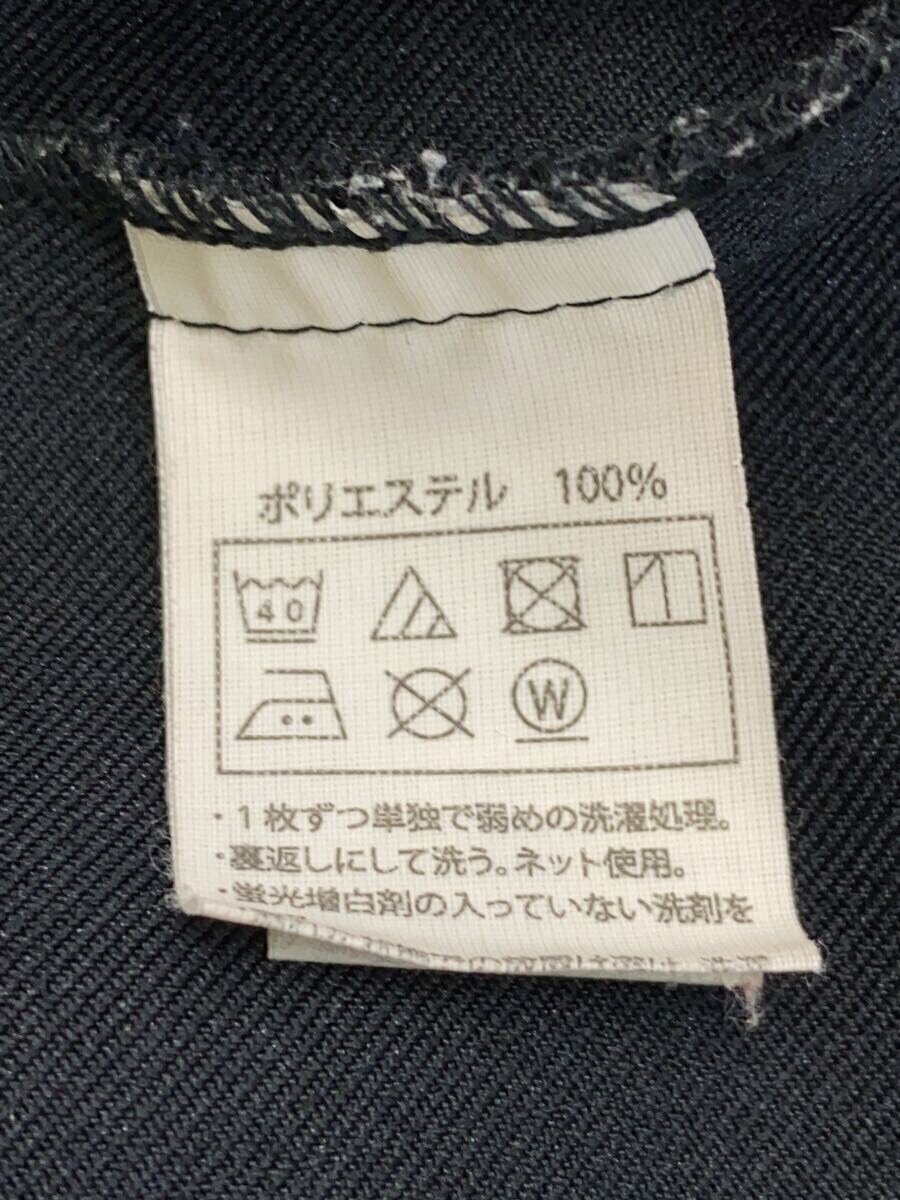 ポリエステル 100%
40
W
・1枚ずつ単独で弱めの洗濯処理。
・裏返しにして洗う。ネット使用。
・蛍光増白剤の入っていない洗剤を